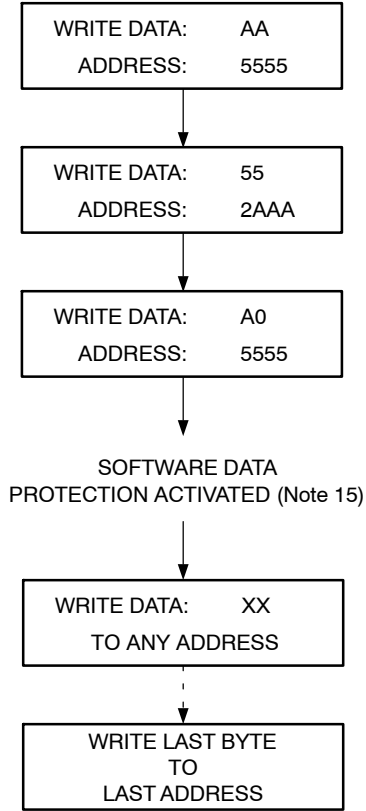 WRITE DATA: AA
ADDRESS: 5555
WRITE DATA: 55
ADDRESS: 2AAA
WRITE DATA: A0
ADDRESS: 5555
SOFTWARE DATA
PROTECTION ACTIVATED (Note 15)
WRITE DATA: XX
TO ANY ADDRESS
WRITE LAST BYTE
TO
LAST ADDRESS